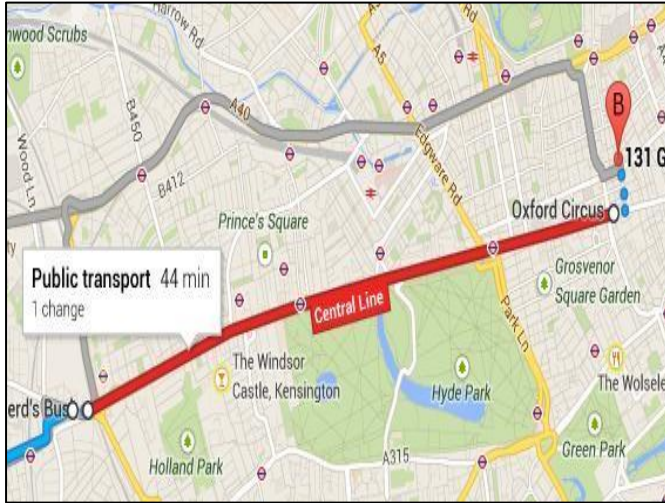 nwood Scrubs
Harrow Rd
A5
A40
B450
Wood Ln
B412
Edgware Rd
B
131 G
Prince's Square
Oxford Circus
Public transport 44 min
1 change
Grosvenor
Square Garden
Central Line
Park Ln
The Windsor
Castle, Kensington
Hyde Park
The Wolsele
erd's Bus
Holland Park
A315
Green Park